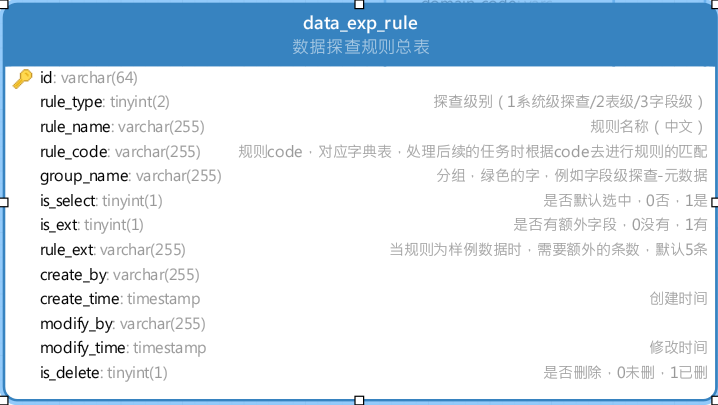 data_exp_rule
数据探查规则总表
id: varchar(64)
rule_type: tinyint(2) 探查级别（1系统级探查/2表级/3字段级）
rule_name: varchar(255) 规则名称（中文）
rule_code: varchar(255) 规则code，对应字典表，处理后续的任务时根据code去进行规则的匹配
group_name: varchar(255) 分组，绿色的字，例如字段级探查-元数据
is_select: tinyint(1) 是否默认选中，0否，1是
is_ext: tinyint(1) 是否有额外字段，0没有，1有
rule_ext: varchar(255) 当规则为样例数据时，需要额外的条数，默认5条
create_by: varchar(255)
create_time: timestamp 创建时间
modify_by: varchar(255)
modify_time: timestamp 修改时间
is_delete: tinyint(1) 是否删除，0未删，1已删